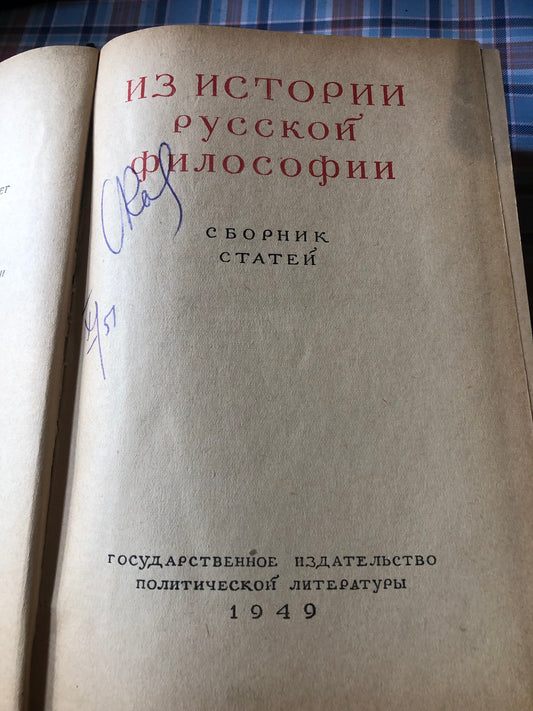 ИЗ ИСТОРИИ
РУССКОЙ
ФИЛОСОФИИ
СБОРНИК
СТАТЕЙ
ГОСУДАРСТВЕННОЕ ИЗДАТЕЛЬСТВО
ПОЛИТИЧЕСКОЙ ЛИТЕРАТУРЫ
1949